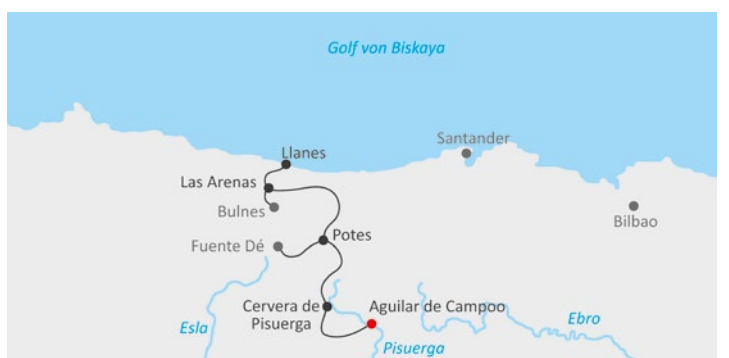 Golf von Biskaya
Santander
Llanes
Las Arenas
Bulnes
Bilbao
Potes
Fuente Dé
Cervera de
Pisuerga
Aguilar de Campoo
Esla
Ebro
Pisuerga